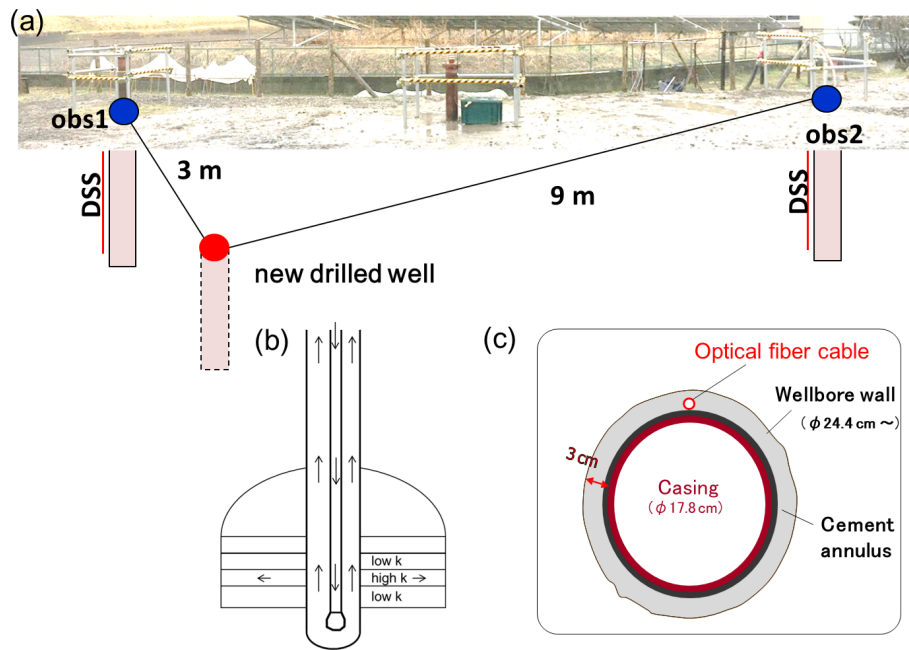 (a)
obs1
obs2
3 m
DSS
9 m
DSS
new drilled well
(b)
low k
high k
low k
(c)
Optical fiber cable
Wellbore wall
(φ 24.4 cm ~)
3 cm
Casing
(φ 17.8 cm)
Cement
annulus